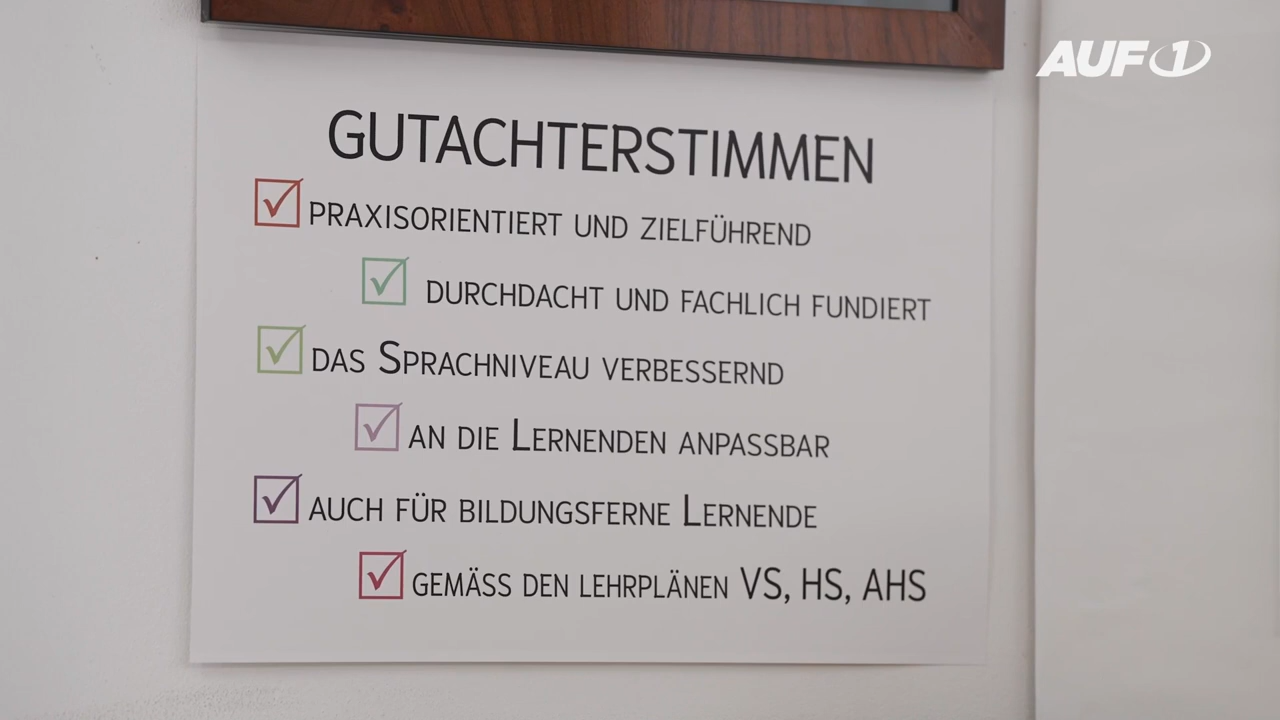 AUF1
GUTACHTERSTIMMEN
PRAXISORIENTIERT UND ZIELFÜHREND
DURCHDACHT UND FACHLICH FUNDIERT
DAS SPRACHNIVEAU VERBESSERND
AN DIE LERNENDEN ANPASSBAR
AUCH FÜR BILDUNGSFERNE LERNENDE
GEMÄSS DEN LEHRPLÄNEN VS, HS, AHS